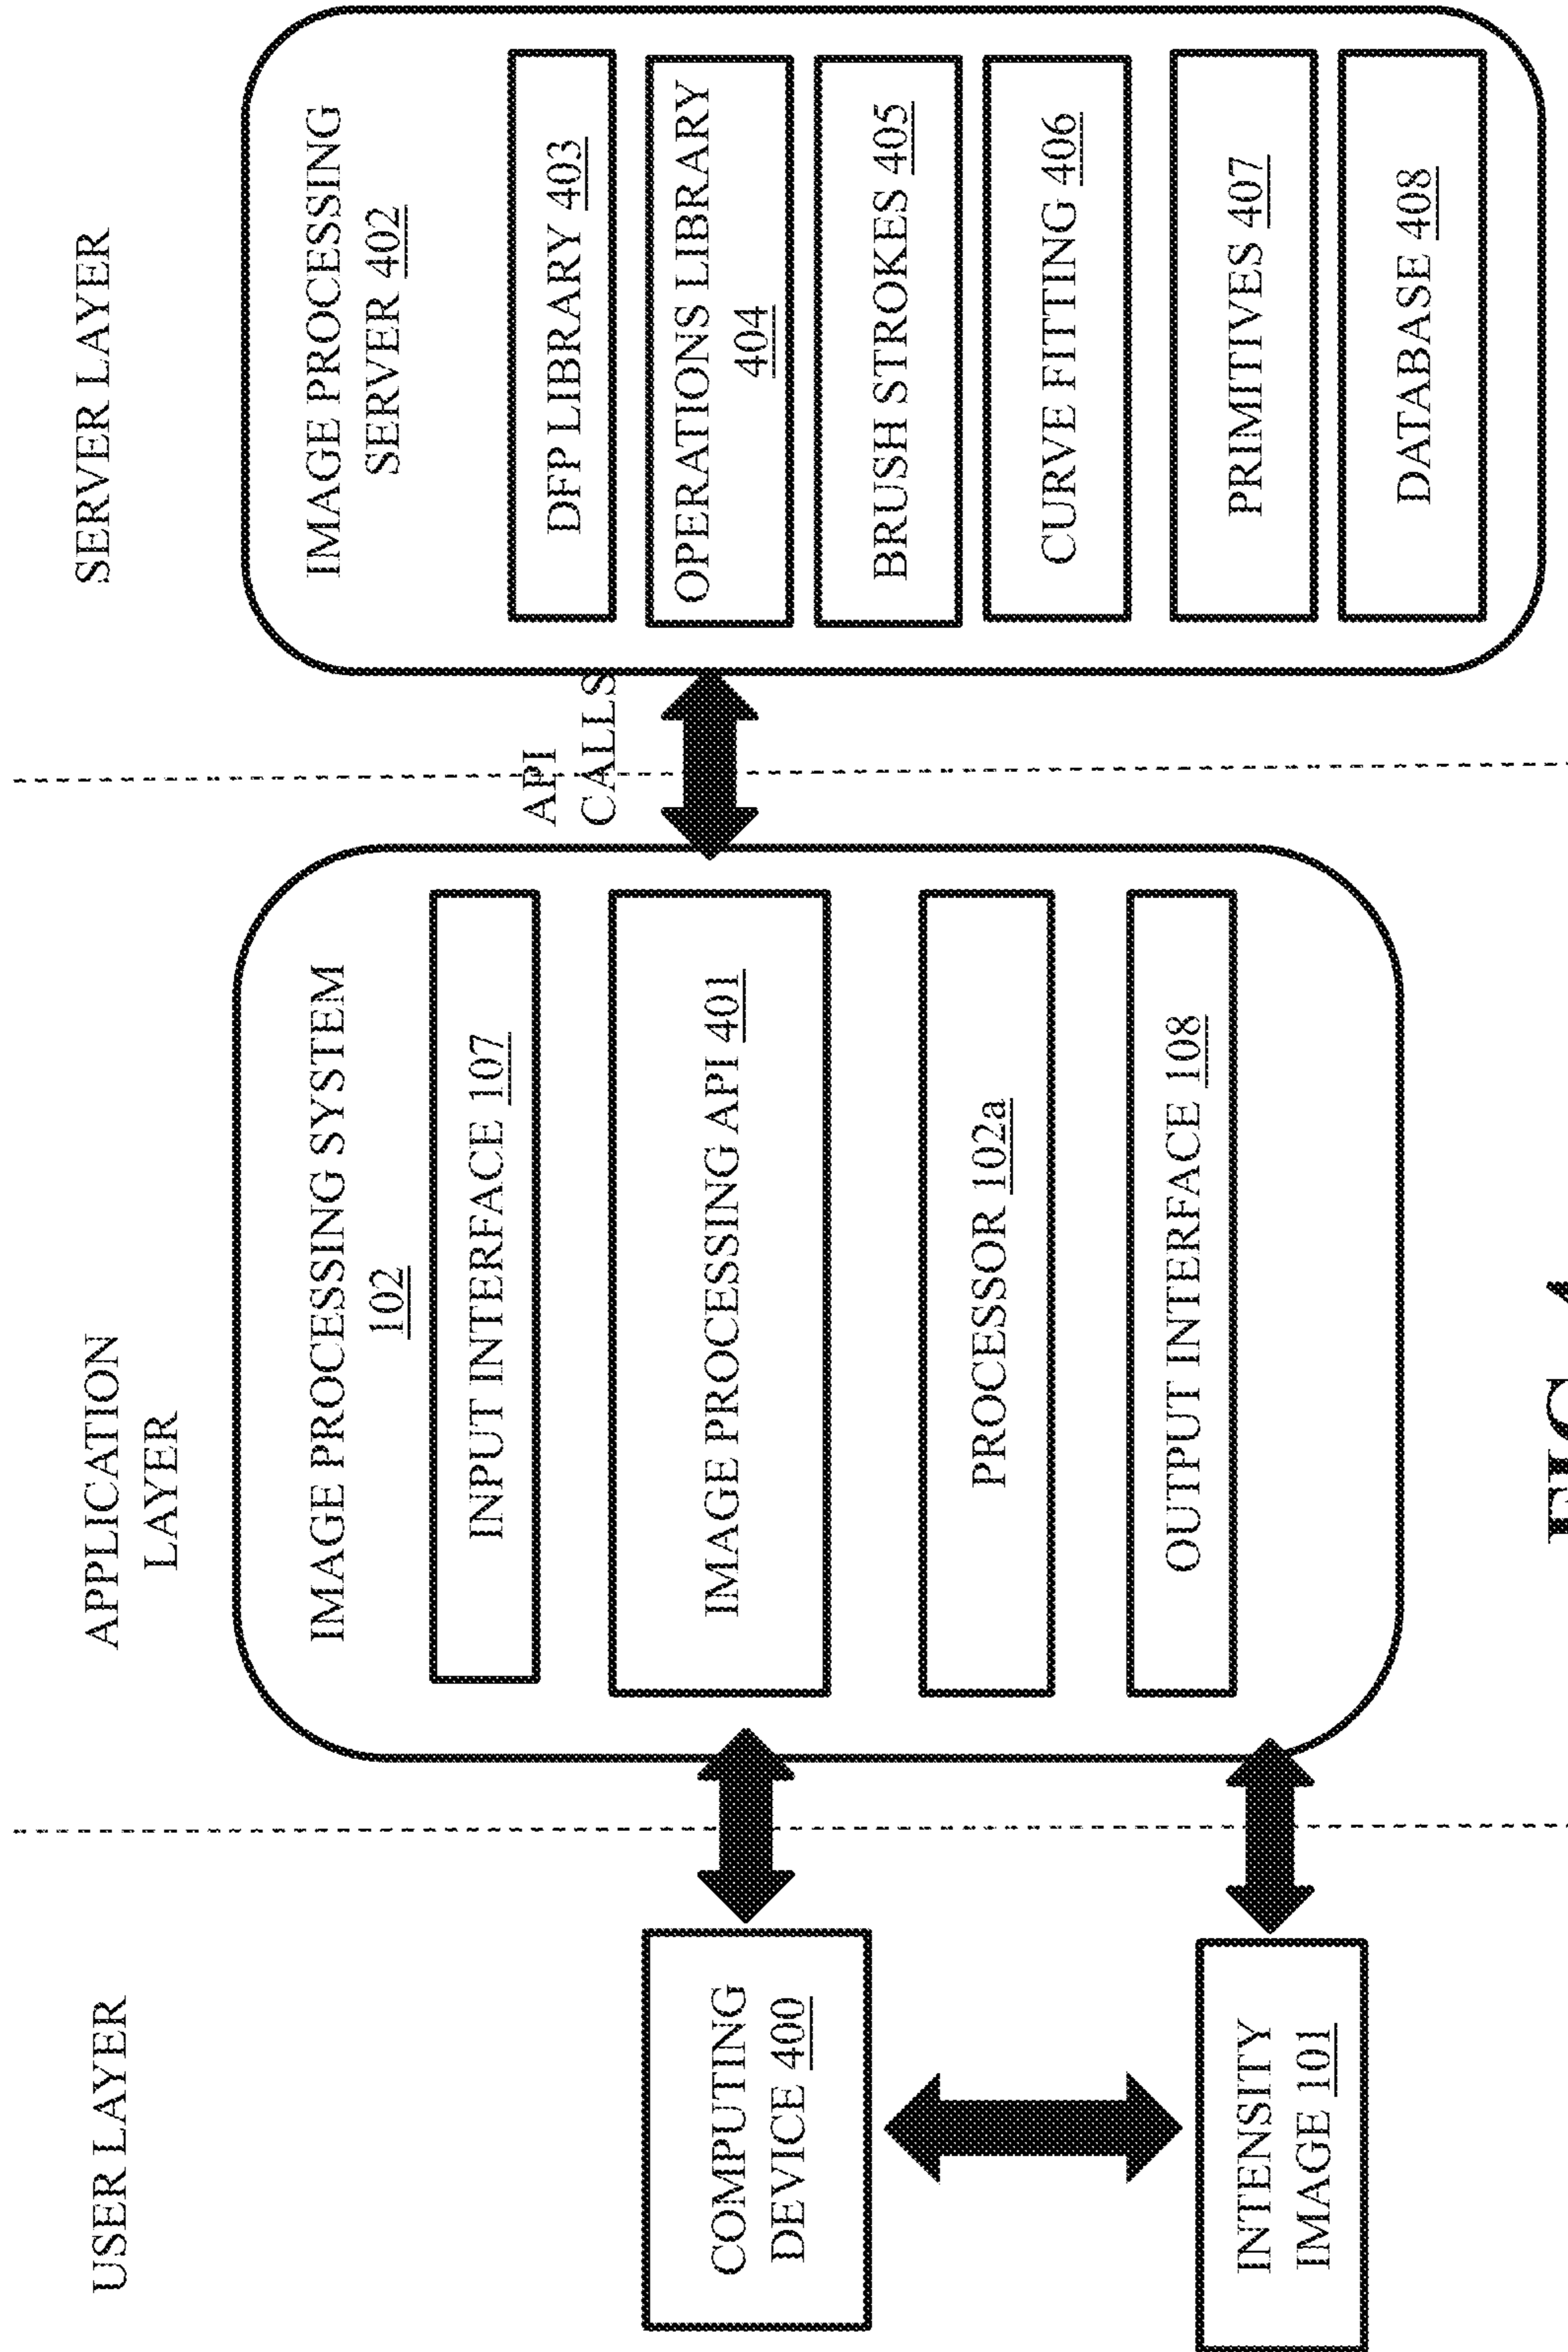 USER LAYER
COMPUTING
DEVICE 400
INTENSITY
IMAGE 101
APPLICATION
LAYER
IMAGE PROCESSING SYSTEM
102
INPUT INTERFACE 107
IMAGE PROCESSING API 401
PROCESSOR 102a
OUTPUT INTERFACE 108
API
CALLS
SERVER LAYER
IMAGE PROCESSING
SERVER 402
DFP LIBRARY 403
OPERATIONS LIBRARY
404
BRUSH STROKES 405
CURVE FITTING 406
PRIMITIVES 407
DATABASE 408